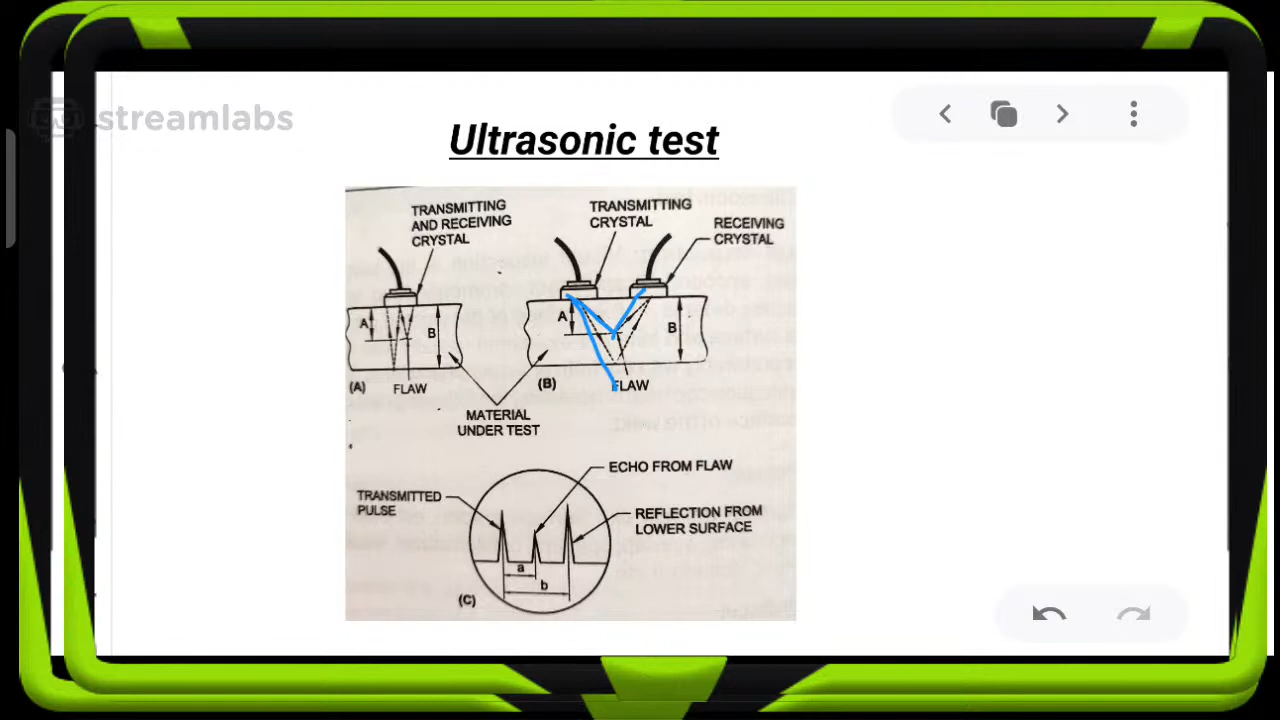 streamlabs
Ultrasonic test
TRANSMITTING
AND RECEIVING
CRYSTAL
TRANSMITTING
CRYSTAL
RECEIVING
CRYSTAL
A
B
A
B
(A)
FLAW
(B)
FLAW
MATERIAL
UNDER TEST
ECHO FROM FLAW
TRANSMITTED
PULSE
REFLECTION FROM
LOWER SURFACE
a
b
(C)